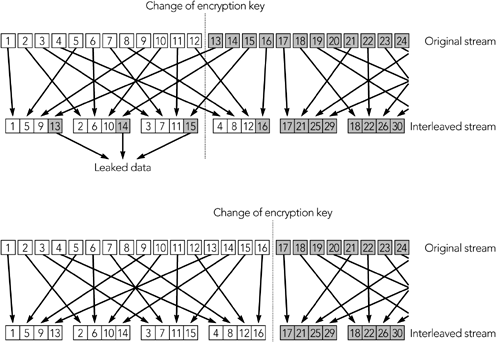 Change of encryption key
1 2 3 4 5 6 7 8 9 10 11 12 13 14 15 16 17 18 19 20 21 22 23 24 Original stream
1 5 9 13 2 6 10 14 3 7 11 15 4 8 12 16 17 21 25 29 18 22 26 30 Interleaved stream
Leaked data
Change of encryption key
1 2 3 4 5 6 7 8 9 10 11 12 13 14 15 16 17 18 19 20 21 22 23 24 Original stream
1 5 9 13 2 6 10 14 3 7 11 15 4 8 12 16 17 21 25 29 18 22 26 30 Interleaved stream